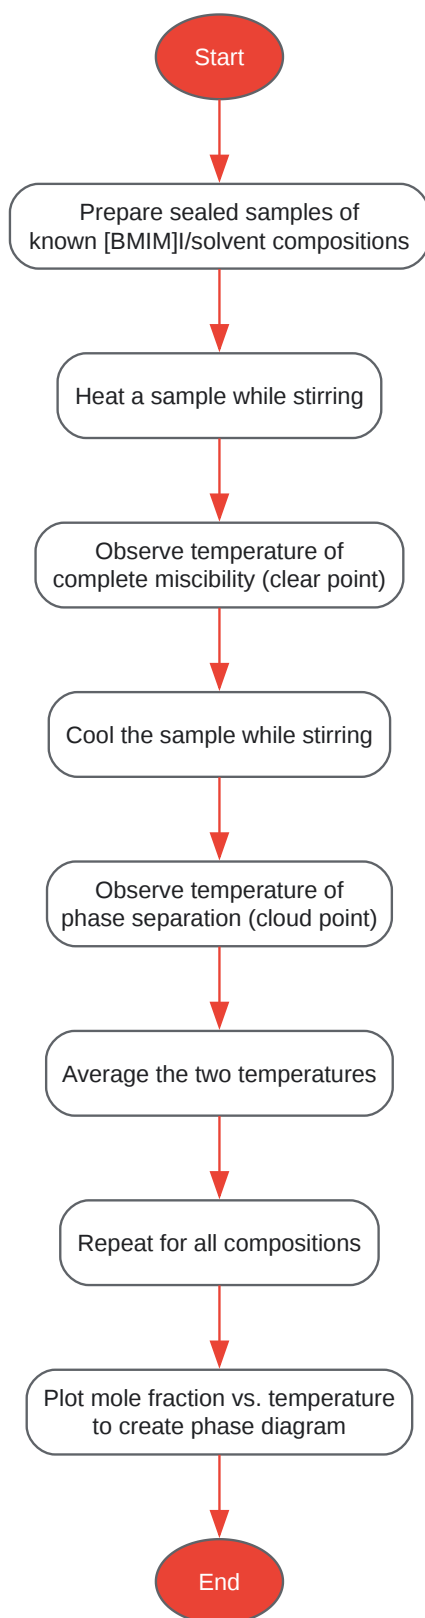 Start
Prepare sealed samples of
known [BMIM]I/solvent compositions
Heat a sample while stirring
Observe temperature of
complete miscibility (clear point)
Cool the sample while stirring
Observe temperature of
phase separation (cloud point)
Average the two temperatures
Repeat for all compositions
Plot mole fraction vs. temperature
to create phase diagram
End